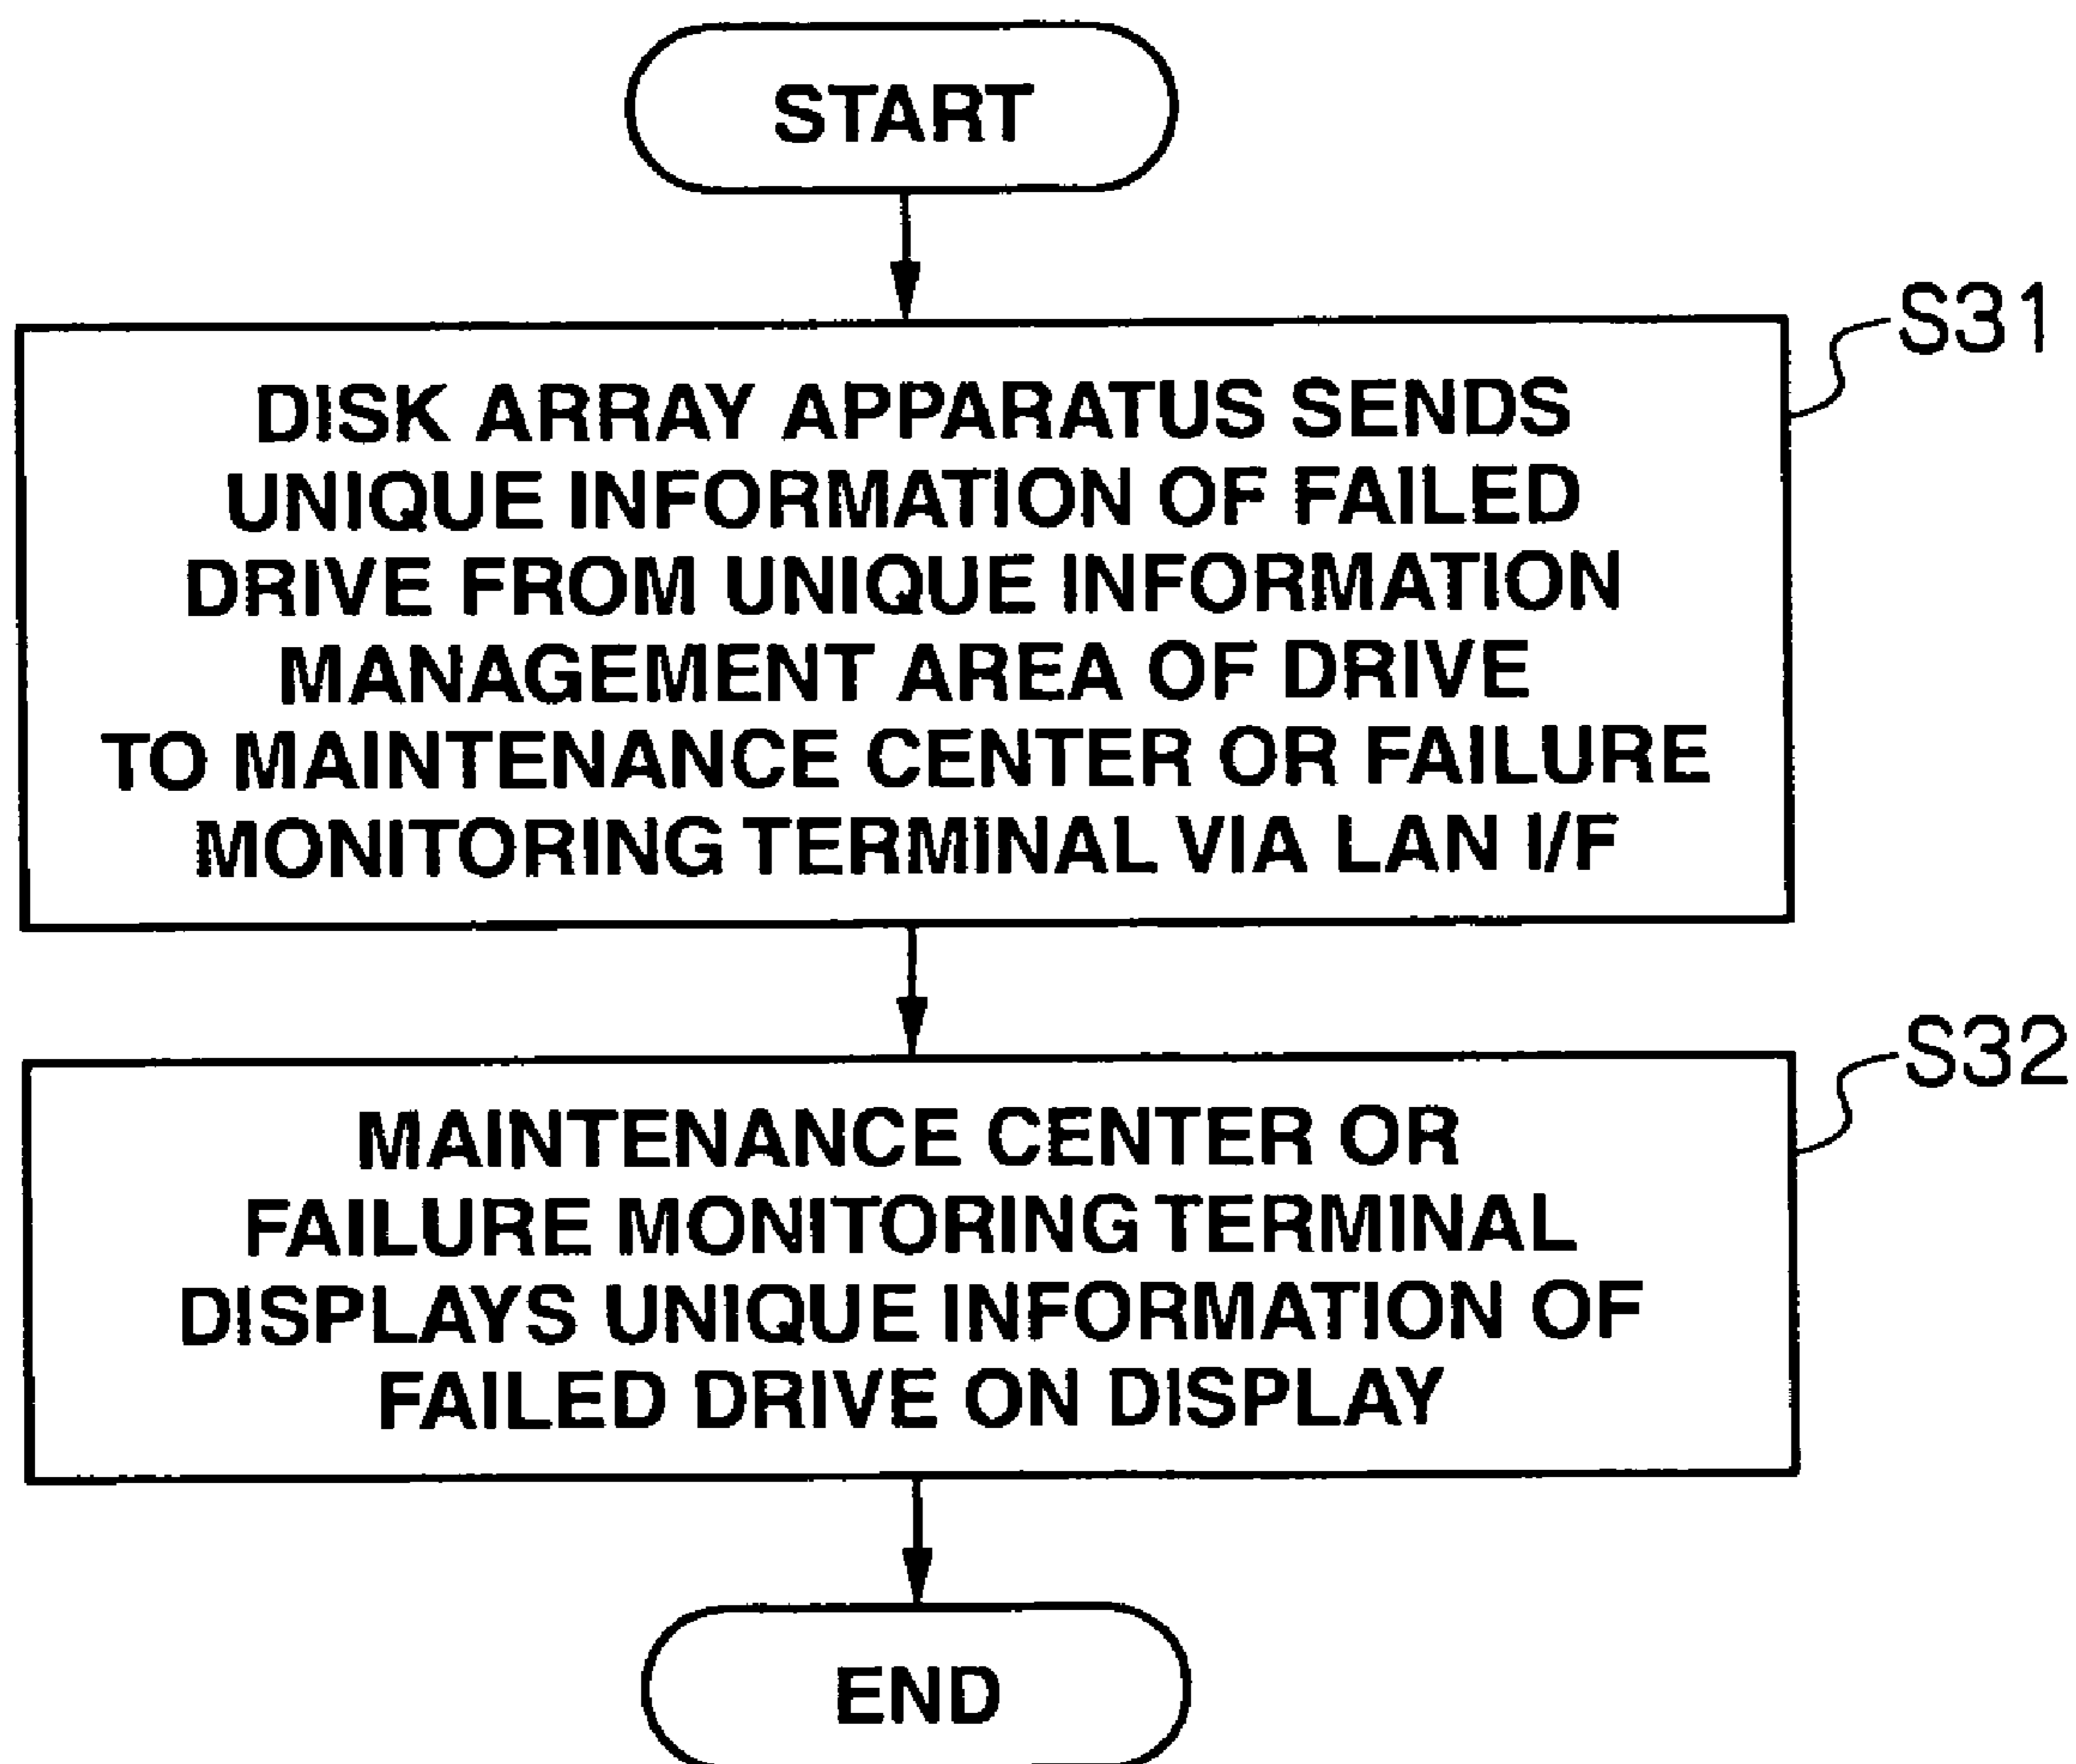 START
S31
DISK ARRAY APPARATUS SENDS
UNIQUE INFORMATION OF FAILED
DRIVE FROM UNIQUE INFORMATION
MANAGEMENT AREA OF DRIVE
TO MAINTENANCE CENTER OR FAILURE
MONITORING TERMINAL VIA LAN I/F
S32
MAINTENANCE CENTER OR
FAILURE MONITORING TERMINAL
DISPLAYS UNIQUE INFORMATION OF
FAILED DRIVE ON DISPLAY
END